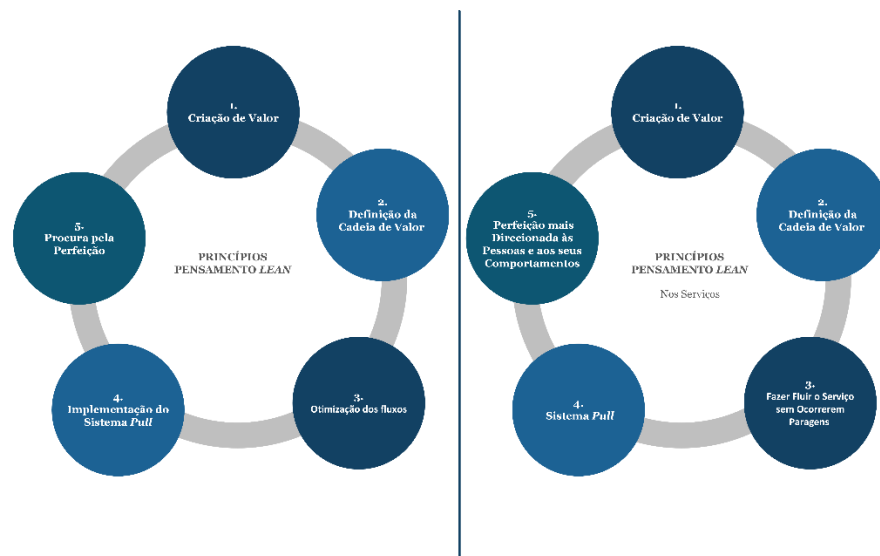 1.
Criação de Valor
2.
Definição da
Cadeia de Valor
3.
Otimização dos fluxos
4.
Implementação do
Sistema Pull
5.
Procura pela
Perfeição
PRINCÍPIOS
PENSAMENTO LEAN
1.
Criação de Valor
2.
Definição da
Cadeia de Valor
3.
Fazer Fluir o Serviço
sem Ocorrerem
Paragens
4.
Sistema Pull
5.
Perfeição mais
Direcionada às
Pessoas e aos seus
Comportamentos
PRINCÍPIOS
PENSAMENTO LEAN
Nos Serviços